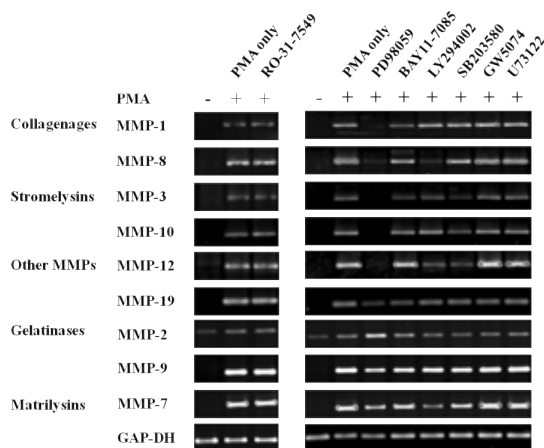 PMA only RO-31-7549 PMA only PD98059 BAY11-7085 LY294002 SB203580 GW5074 U73122
PMA - + + - + + + + + + +
Collagenages MMP-1
MMP-8
Stromelysins MMP-3
MMP-10
Other MMPs MMP-12
MMP-19
Gelatinases MMP-2
MMP-9
Matrilysins MMP-7
GAP-DH